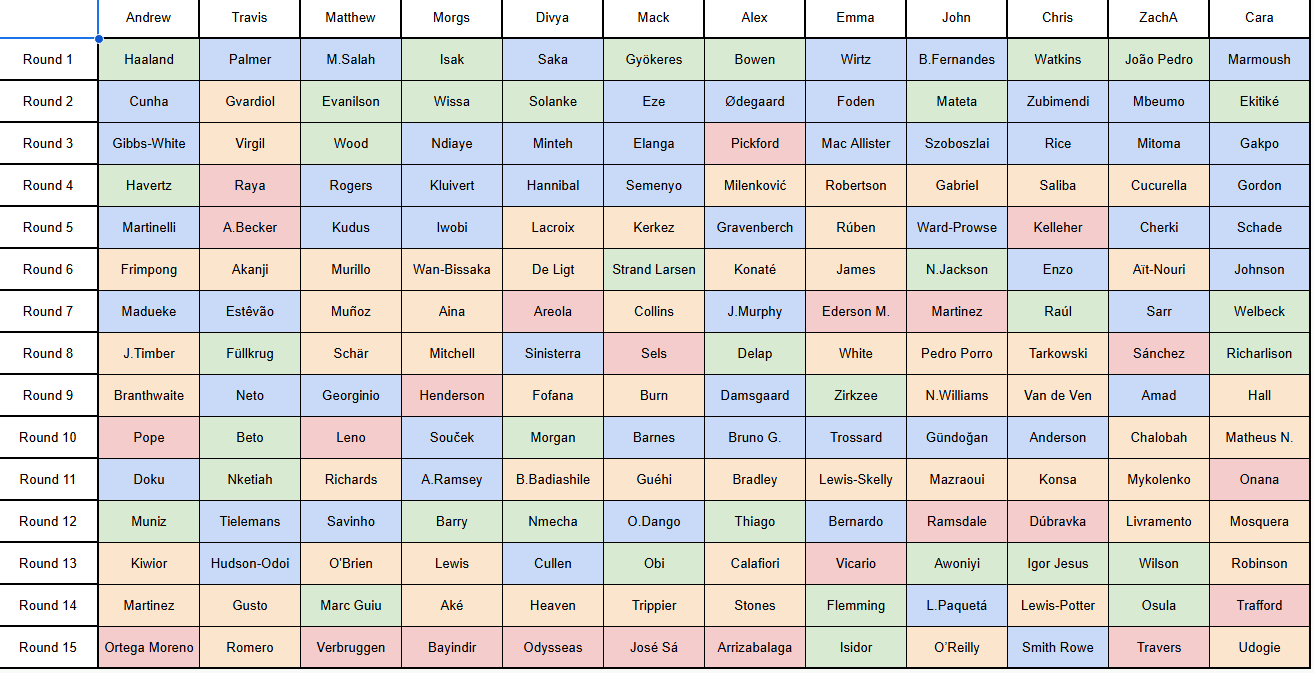 Andrew Travis Matthew Morgs Divya Mack Alex Emma John Chris ZachA Cara
Round 1 Haaland Palmer M.Salah Isak Saka Gyökeres Bowen Wirtz B.Fernandes Watkins João Pedro Marmoush
Round 2 Cunha Gvardiol Evanilson Wissa Solanke Eze Ødegaard Foden Mateta Zubimendi Mbeumo Ekitiké
Round 3 Gibbs-White Virgil Wood Ndiaye Minteh Elanga Pickford Mac Allister Szoboszlai Rice Mitoma Gakpo
Round 4 Havertz Raya Rogers Kluivert Hannibal Semenyo Milenković Robertson Gabriel Saliba Cucurella Gordon
Round 5 Martinelli A.Becker Kudus Iwobi Lacroix Kerkez Gravenberch Rúben Ward-Prowse Kelleher Cherki Schade
Round 6 Frimpong Akanji Murillo Wan-Bissaka De Ligt Strand Larsen Konaté James N.Jackson Enzo Aït-Nouri Johnson
Round 7 Madueke Estêvão Muñoz Aina Areola Collins J.Murphy Ederson M. Martinez Raúl Sarr Welbeck
Round 8 J.Timber Füllkrug Schär Mitchell Sinisterra Sels Delap White Pedro Porro Tarkowski Sánchez Richarlison
Round 9 Branthwaite Neto Georginio Henderson Fofana Burn Damsgaard Zirkzee N.Williams Van de Ven Amad Hall
Round 10 Pope Beto Leno Souček Morgan Barnes Bruno G. Trossard Gündoğan Anderson Chalobah Matheus N.
Round 11 Doku Nketiah Richards A.Ramsey B.Badiashile Guéhi Bradley Lewis-Skelly Mazraoui Konsa Mykolenko Onana
Round 12 Muniz Tielemans Savinho Barry Nmecha O.Dango Thiago Bernardo Ramsdale Dúbravka Livramento Mosquera
Round 13 Kiwior Hudson-Odoi O'Brien Lewis Cullen Obi Calafiori Vicario Awoniyi Igor Jesus Wilson Robinson
Round 14 Martinez Gusto Marc Guiu Aké Heaven Trippier Stones Flemming L.Paquetá Lewis-Potter Osula Trafford
Round 15 Ortega Moreno Romero Verbruggen Bayindir Odysseas José Sá Arrizabalaga Isidor O'Reilly Smith Rowe Travers Udogie